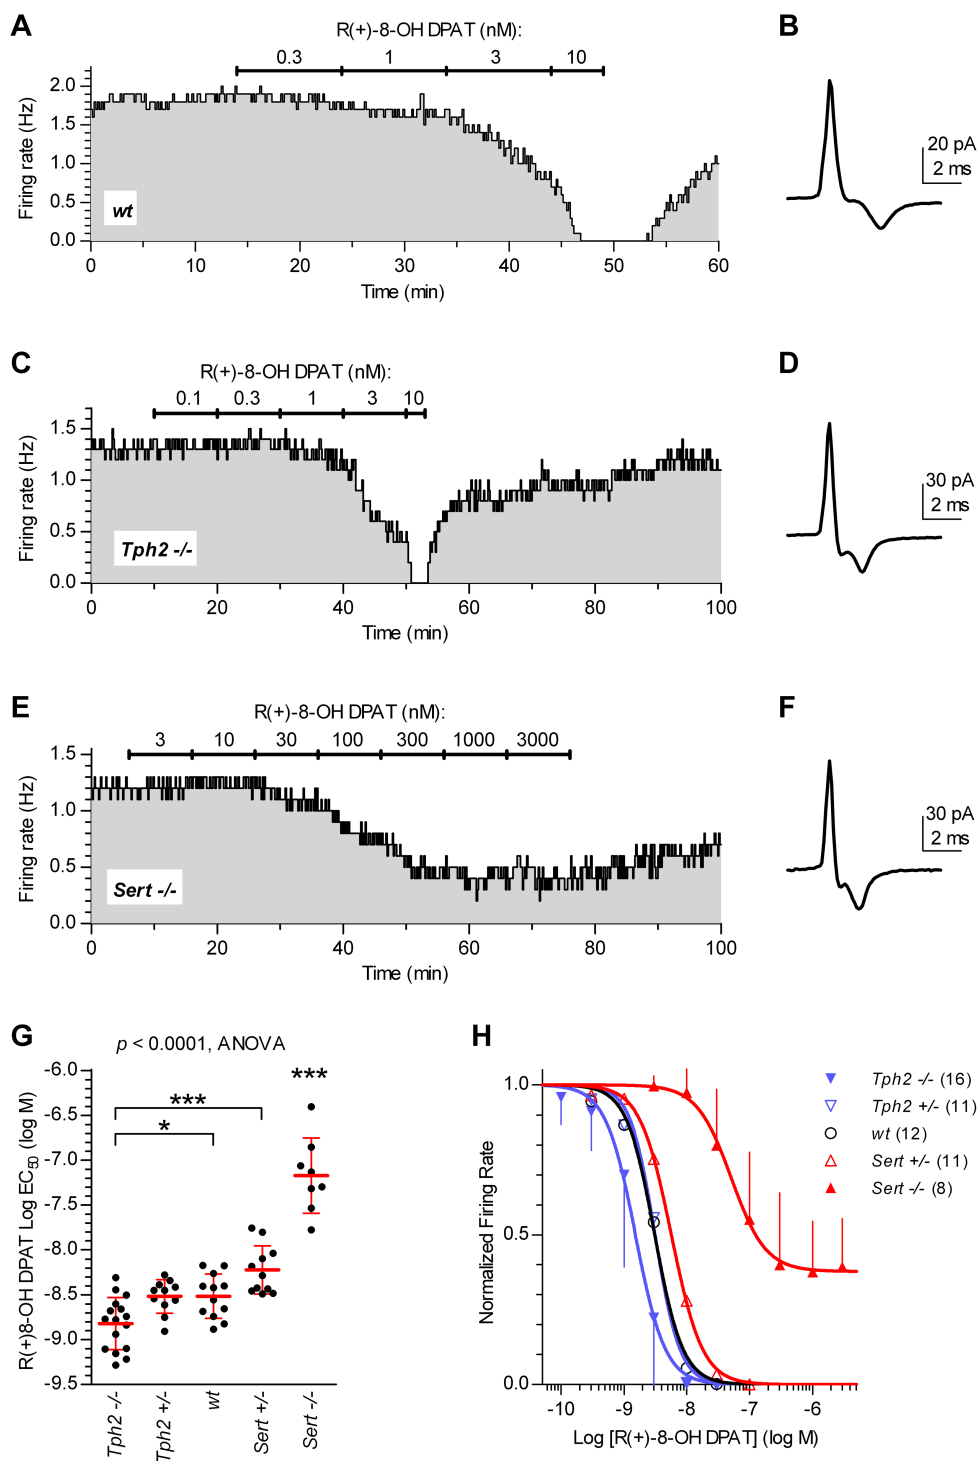 A
R(+)-8-OH DPAT (nM):
0.3 1 3 10
Firing rate (Hz)
2.0
1.5
1.0
0.5
0.0
wt
0 10 20 30 40 50 60
Time (min)
B
20 pA
2 ms
C
R(+)-8-OH DPAT (nM):
0.1 0.3 1 3 10
Firing rate (Hz)
1.5
1.0
0.5
0.0
Tph2 -/-
0 20 40 60 80 100
Time (min)
D
30 pA
2 ms
E
R(+)-8-OH DPAT (nM):
3 10 30 100 300 1000 3000
Firing rate (Hz)
1.5
1.0
0.5
0.0
Sert -/-
0 20 40 60 80 100
Time (min)
F
30 pA
2 ms
G
p < 0.0001, ANOVA
R(+)8-OH DPAT Log EC50 (log M)
-6.0
-6.5
-7.0
-7.5
-8.0
-8.5
-9.0
-9.5
***
***
*
Tph2 -/-
Tph2 +/-
wt
Sert +/-
Sert -/-
H
Normalized Firing Rate
1.0
0.5
0.0
-10 -9 -8 -7 -6
Log [R(+)-8-OH DPAT] (log M)
Tph2 -/- (16)
Tph2 +/- (11)
wt (12)
Sert +/- (11)
Sert -/- (8)